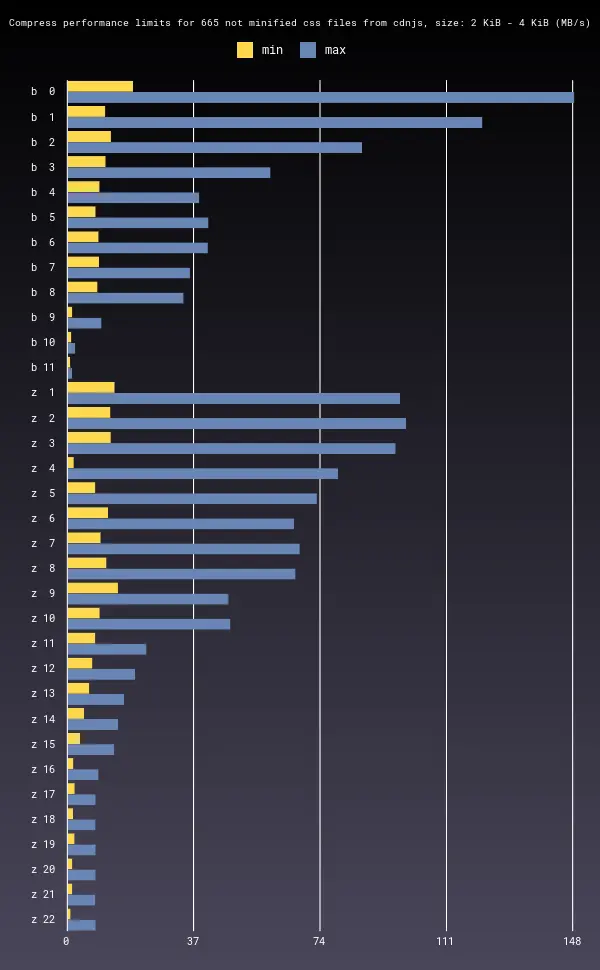 Compress performance limits for 665 not minified css files from cdnjs, size: 2 KiB - 4 KiB (MB/s)
min max
b 0
b 1
b 2
b 3
b 4
b 5
b 6
b 7
b 8
b 9
b 10
b 11
z 1
z 2
z 3
z 4
z 5
z 6
z 7
z 8
z 9
z 10
z 11
z 12
z 13
z 14
z 15
z 16
z 17
z 18
z 19
z 20
z 21
z 22
0 37 74 111 148